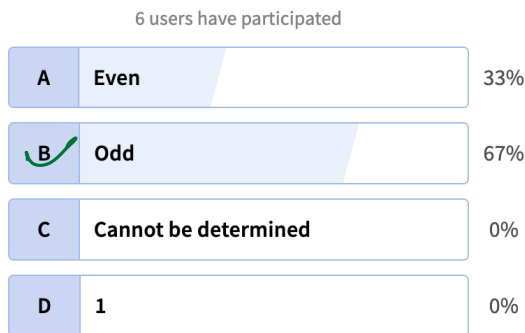 6 users have participated
A Even 33%
B Odd 67%
C Cannot be determined 0%
D 1 0%